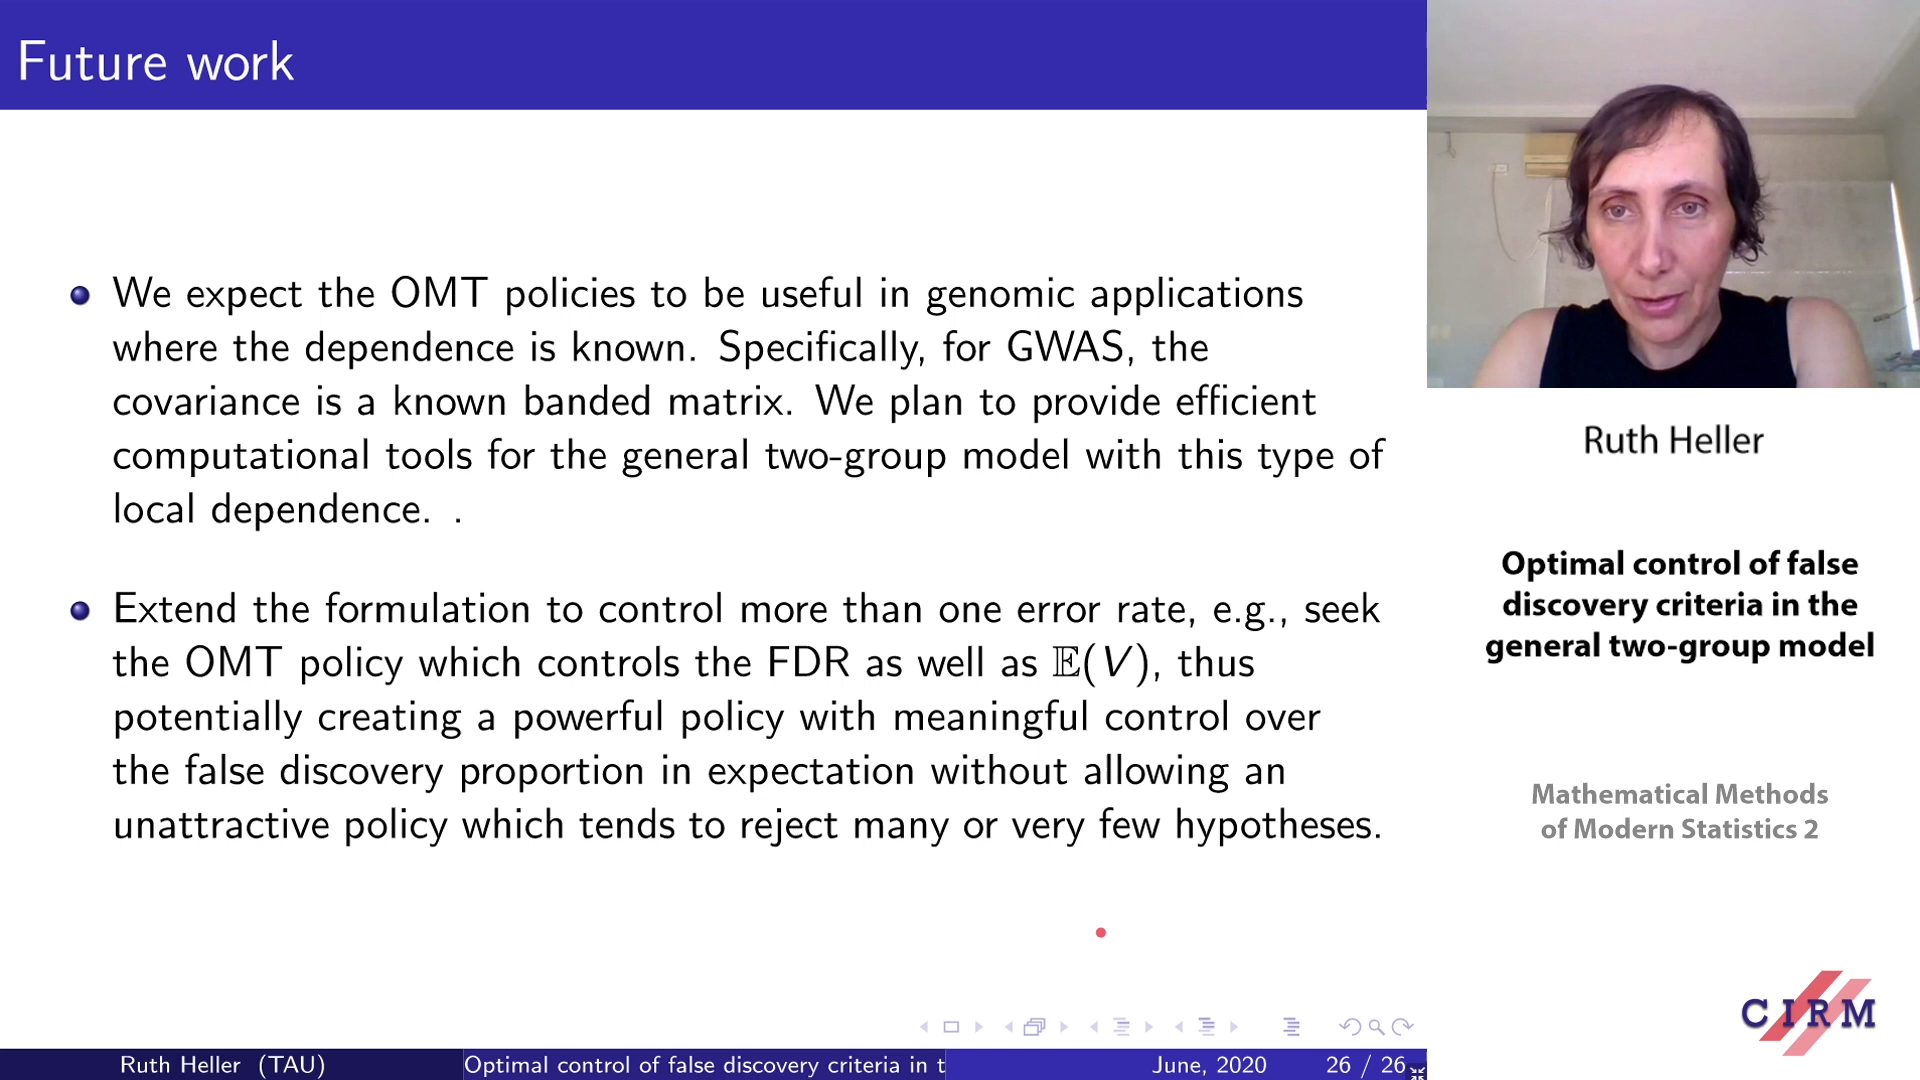 Future work
We expect the OMT policies to be useful in genomic applications
where the dependence is known. Specifically, for GWAS, the
covariance is a known banded matrix. We plan to provide efficient
computational tools for the general two-group model with this type of
local dependence. .
Extend the formulation to control more than one error rate, e.g., seek
the OMT policy which controls the FDR as well as 𝔼(V), thus
potentially creating a powerful policy with meaningful control over
the false discovery proportion in expectation without allowing an
unattractive policy which tends to reject many or very few hypotheses.
Ruth Heller (TAU)
Optimal control of false discovery criteria in t
June, 2020
26 / 26
Ruth Heller
Optimal control of false
discovery criteria in the
general two-group model
Mathematical Methods
of Modern Statistics 2
CIRM